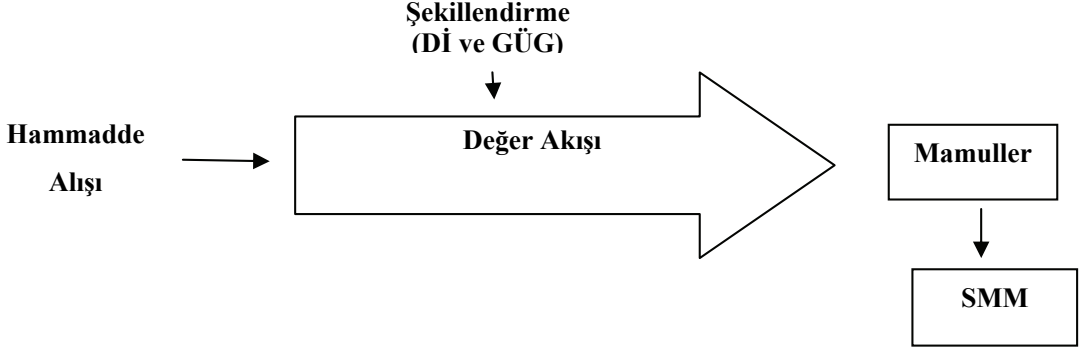 Şekillendirme
(Dİ ve GÜG)
Hammadde
Alışı
Değer Akışı
Mamuller
SMM